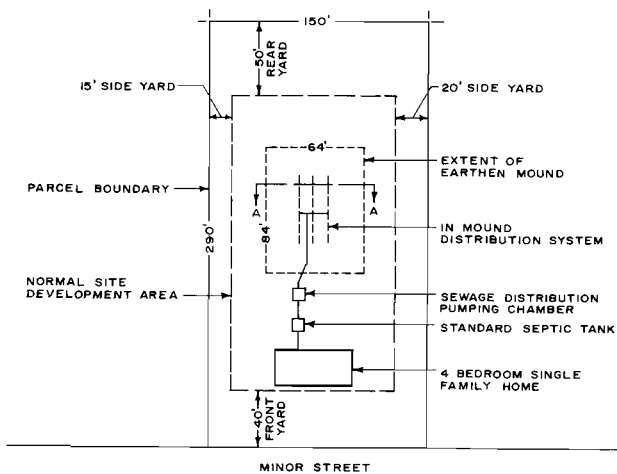 150'
50'
REAR
YARD
15' SIDE YARD
20' SIDE YARD
64'
EXTENT OF
EARTHEN MOUND
PARCEL BOUNDARY
A
A
84'
IN MOUND
DISTRIBUTION SYSTEM
290'
NORMAL SITE
DEVELOPMENT AREA
SEWAGE DISTRIBUTION
PUMPING CHAMBER
STANDARD SEPTIC TANK
4 BEDROOM SINGLE
FAMILY HOME
40'
FRONT
YARD
MINOR STREET